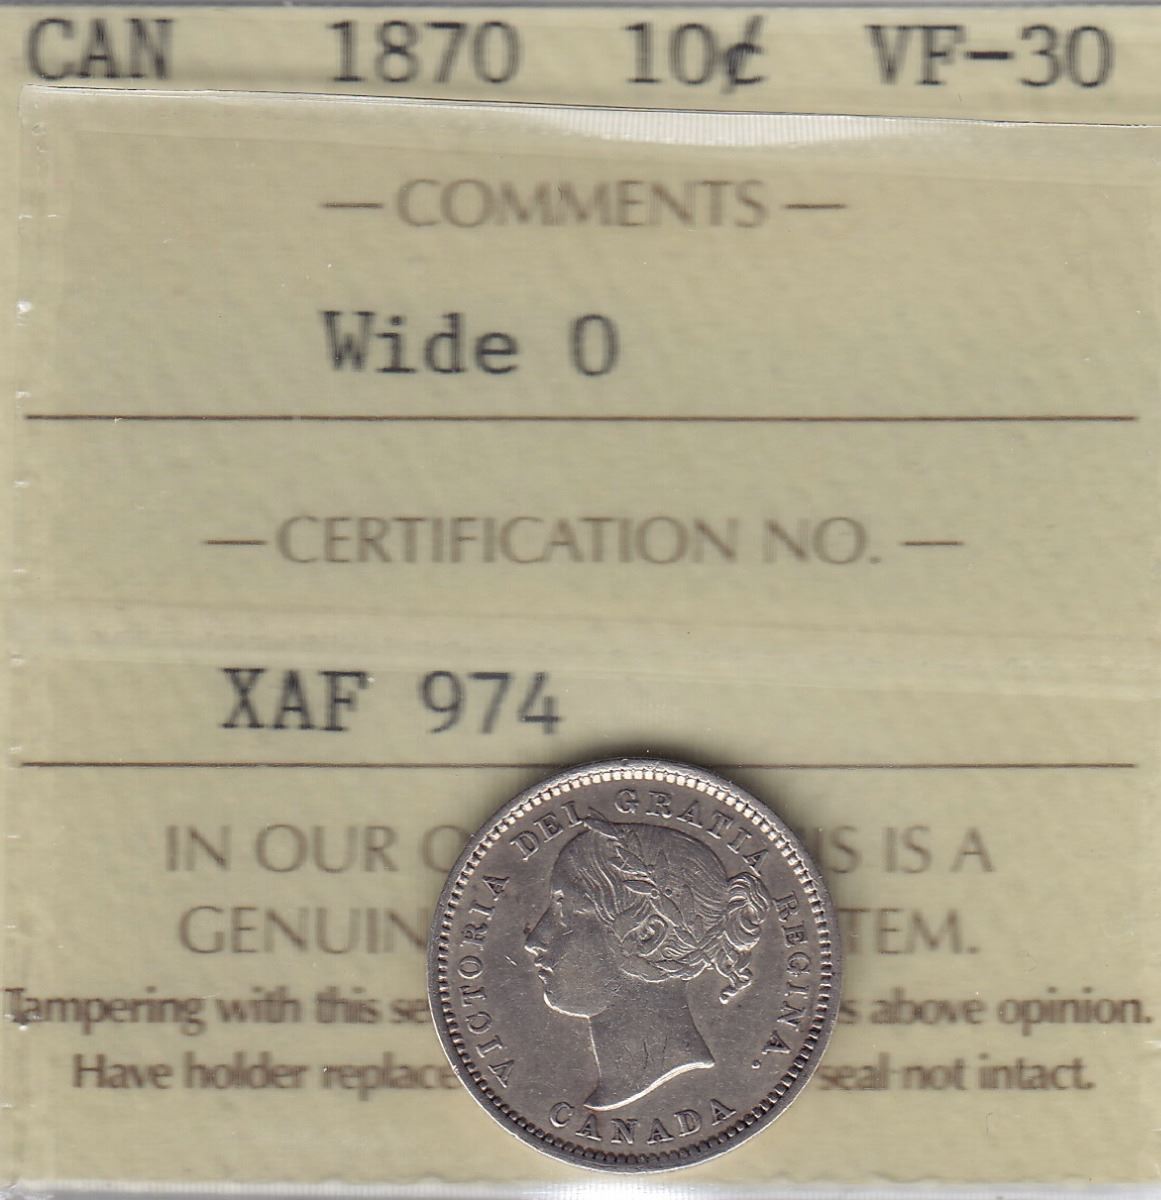 CAN 1870 10¢ VF-30
— COMMENTS —
Wide 0
— CERTIFICATION NO. —
XAF 974
IN OUR O S IS A
GENUIN TEM.
Tampering with this se s above opinion.
Have holder replace seal not intact.
VICTORIA DEI GRATIA REGINA.
CANADA